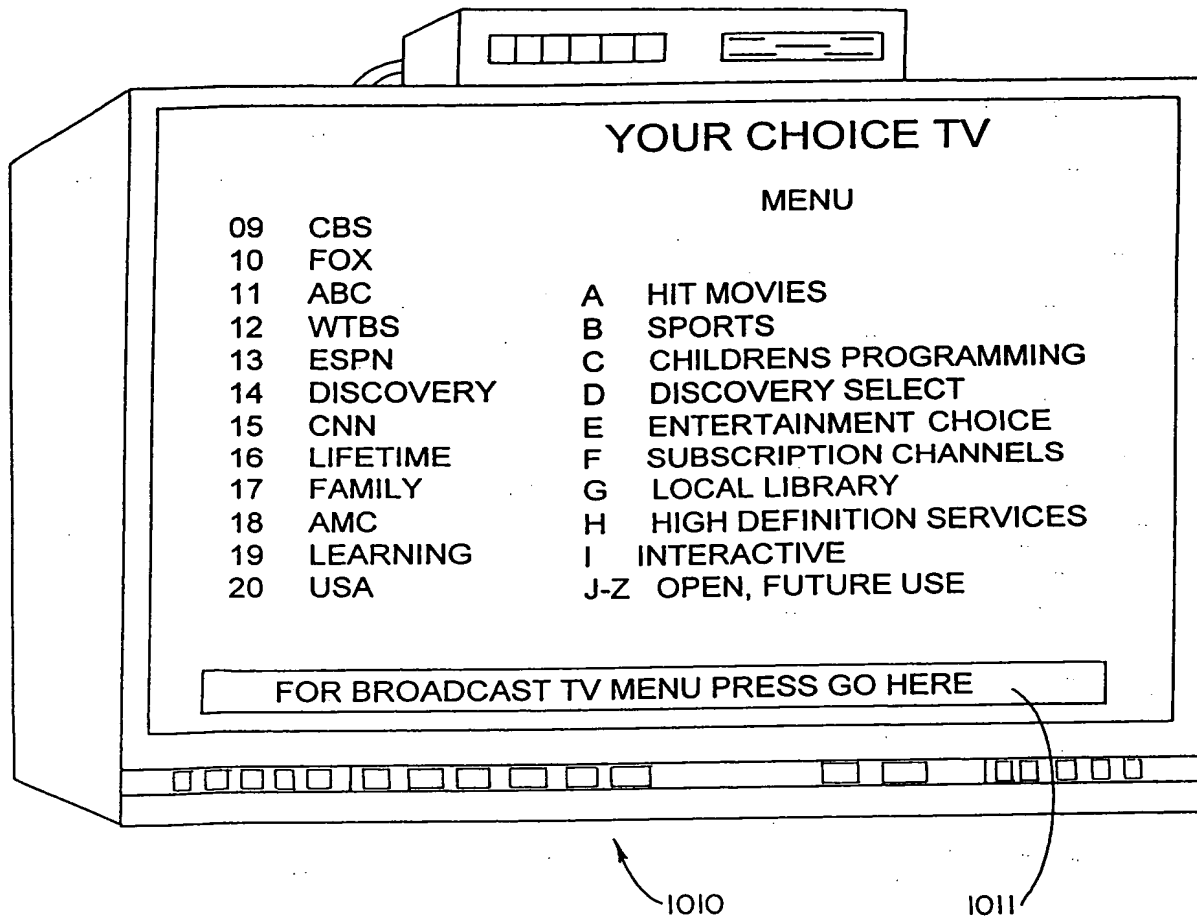 YOUR CHOICE TV
MENU
09 CBS
10 FOX
11 ABC
12 WTBS
13 ESPN
14 DISCOVERY
15 CNN
16 LIFETIME
17 FAMILY
18 AMC
19 LEARNING
20 USA
A HIT MOVIES
B SPORTS
C CHILDRENS PROGRAMMING
D DISCOVERY SELECT
E ENTERTAINMENT CHOICE
F SUBSCRIPTION CHANNELS
G LOCAL LIBRARY
H HIGH DEFINITION SERVICES
I INTERACTIVE
J-Z OPEN, FUTURE USE
FOR BROADCAST TV MENU PRESS GO HERE
1010
1011